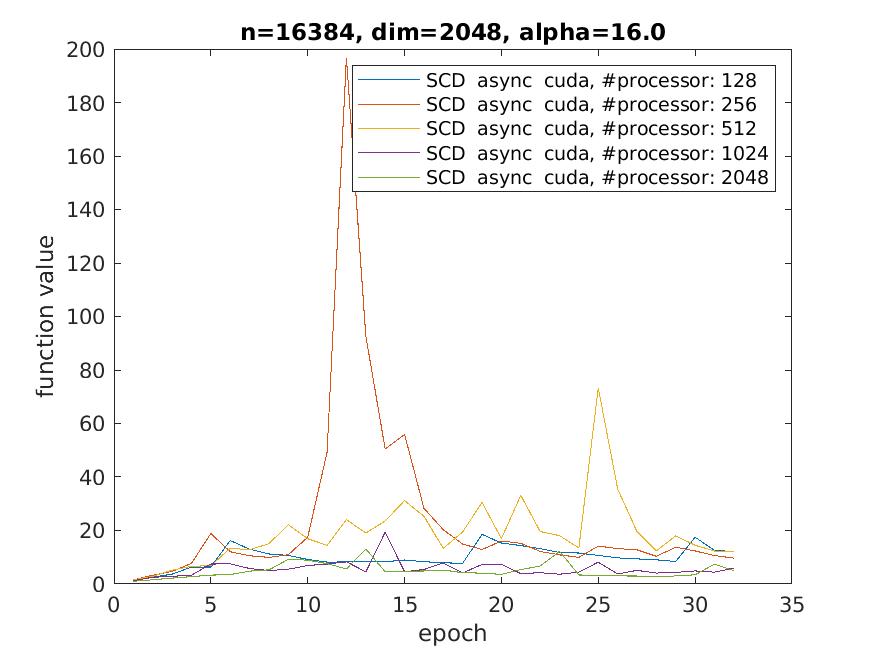 n=16384, dim=2048, alpha=16.0
SCD async cuda, #processor: 128
SCD async cuda, #processor: 256
SCD async cuda, #processor: 512
SCD async cuda, #processor: 1024
SCD async cuda, #processor: 2048
function value
200
180
160
140
120
100
80
60
40
20
0
0 5 10 15 20 25 30 35
epoch